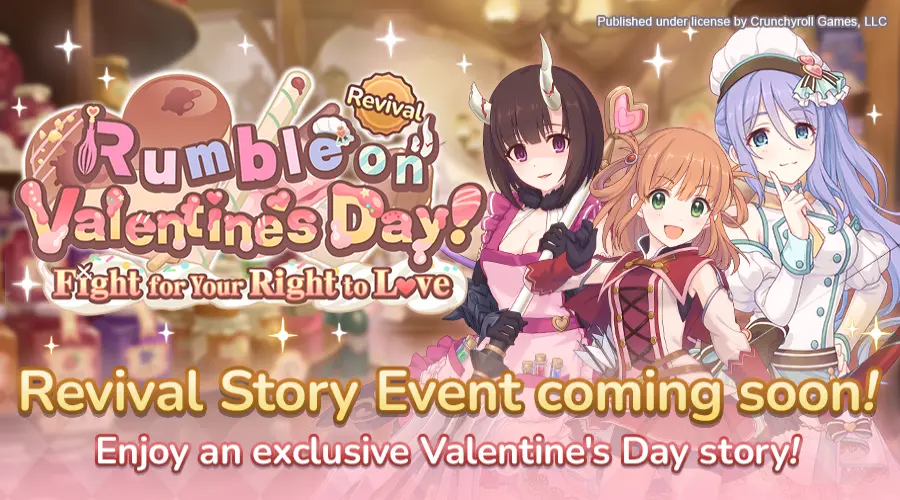 Published under license by Crunchyroll Games, LLC
Revival
Rumble on
Valentine's Day!
Fight for Your Right to Love
Revival Story Event coming soon!
Enjoy an exclusive Valentine's Day story!